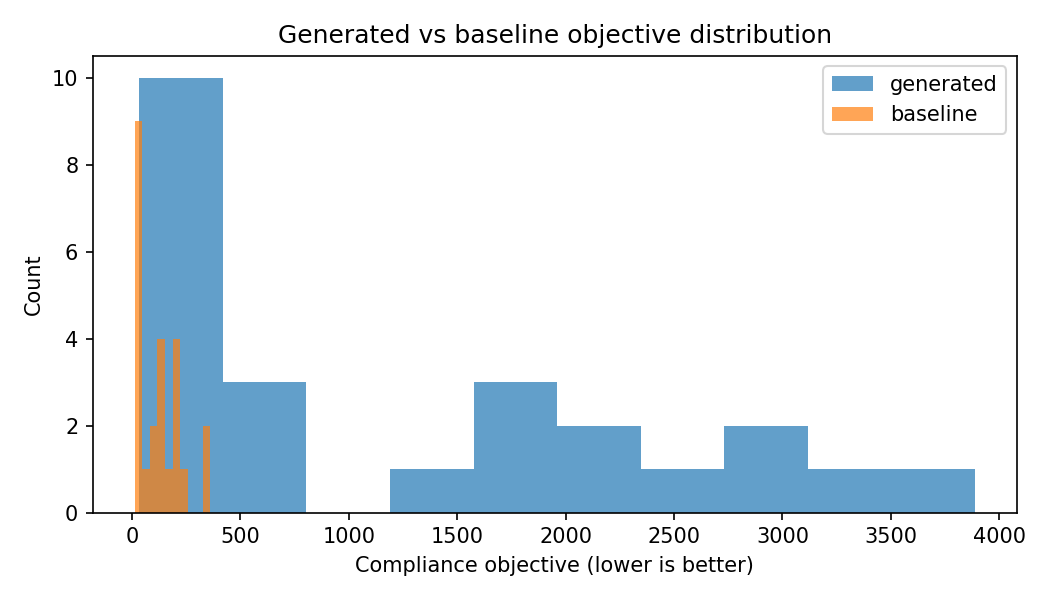 Generated vs baseline objective distribution
generated
baseline
Count
10
8
6
4
2
0
0 500 1000 1500 2000 2500 3000 3500 4000
Compliance objective (lower is better)